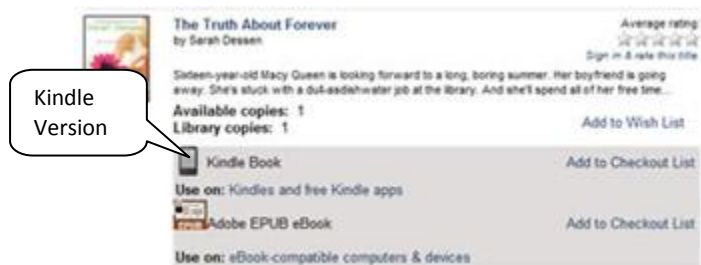 The Truth About Forever
by Sarah Dessen
Average rating:
Sign in & rate this title
Sixteen-year-old Macy Queen is looking forward to a long, boring summer. Her boyfriend is going
away. She's stuck with a dull-asdishwater job at the library. And she'll spend all of her free time...
Available copies: 1
Library copies: 1
Add to Wish List
Kindle
Version
Kindle Book
Add to Checkout List
Use on: Kindles and free Kindle apps
Adobe EPUB eBook
Add to Checkout List
Use on: eBook-compatible computers & devices